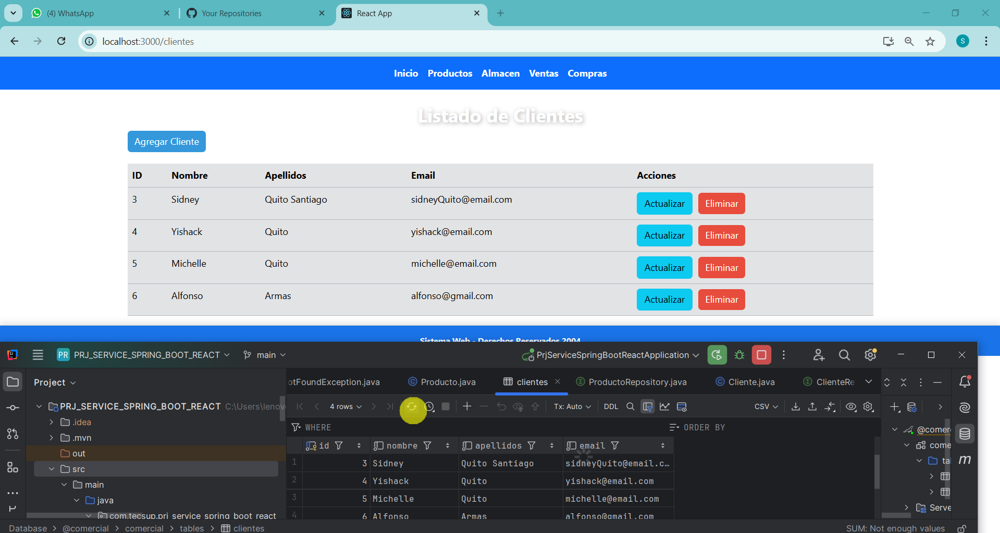 (4) WhatsApp
Your Repositories
React App
localhost:3000/clientes
S
Inicio Productos Almacen Ventas Compras
Listado de Clientes
Agregar Cliente
ID Nombre Apellidos Email Acciones
3 Sidney Quito Santiago sidneyQuito@email.com Actualizar Eliminar
4 Yishack Quito yishack@email.com Actualizar Eliminar
5 Michelle Quito michelle@email.com Actualizar Eliminar
6 Alfonso Armas alfonso@gmail.com Actualizar Eliminar
Sistema Web - Derechos Reservados 2004
PR PRJ_SERVICE_SPRING_BOOT_REACT main PrjServiceSpringBootReactApplication
Project
otFoundException.java Producto.java clientes ProductoRepository.java Cliente.java ClienteRe
PRJ_SERVICE_SPRING_BOOT_REACT C:\Users\lenov
4 rows Tx: Auto DDL CSV
.idea
WHERE ORDER BY
@comer
.mvn
id nombre apellidos email
come
out
1 3 Sidney Quito Santiago sidneyQuito@email.c…
ta
src
2 4 Yishack Quito yishack@email.com
main
3 5 Michelle Quito michelle@email.com
java
Serve
4 6 Alfonso Armas alfonso@gmail.com
com.tecsup.prj_service_spring_boot_react
Database > @comercial > comercial > tables > clientes
SUM: Not enough values